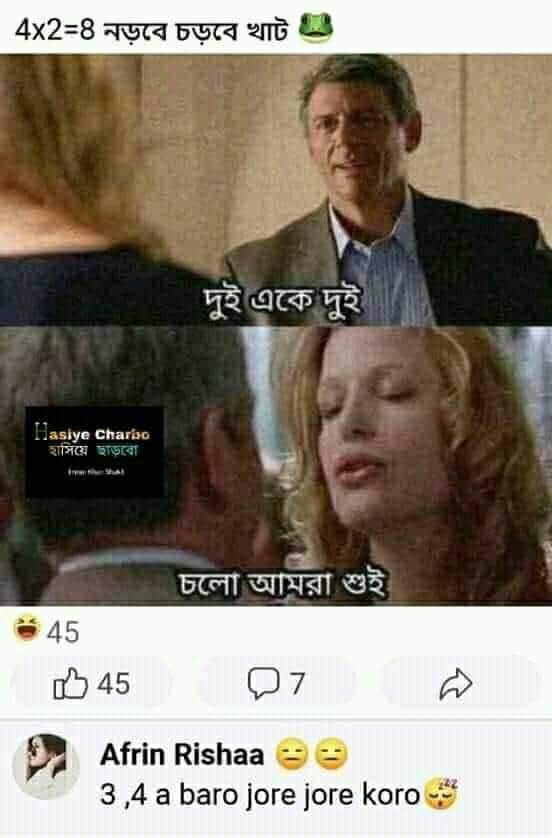 4x2=8 নড়বে চড়বে খাট 🐸
দুই একে দুই
Hasiye Charbo
হাসিয়ে ছাড়বো
চলো আমরা শুই
😆 45
45
7
Afrin Rishaa 😑😑
3 ,4 a baro jore jore koro😴